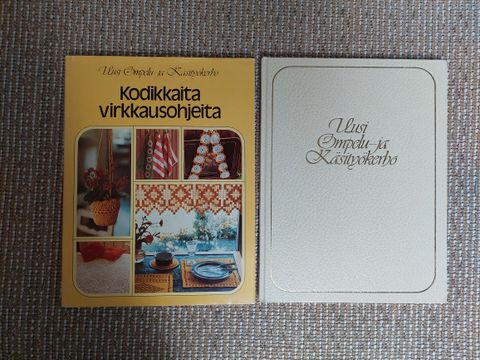 Uusi Ompelu- ja Käsityökerho
Kodikkaita
virkkausohjeita
Uusi
Ompelu- ja
Käsityökerho